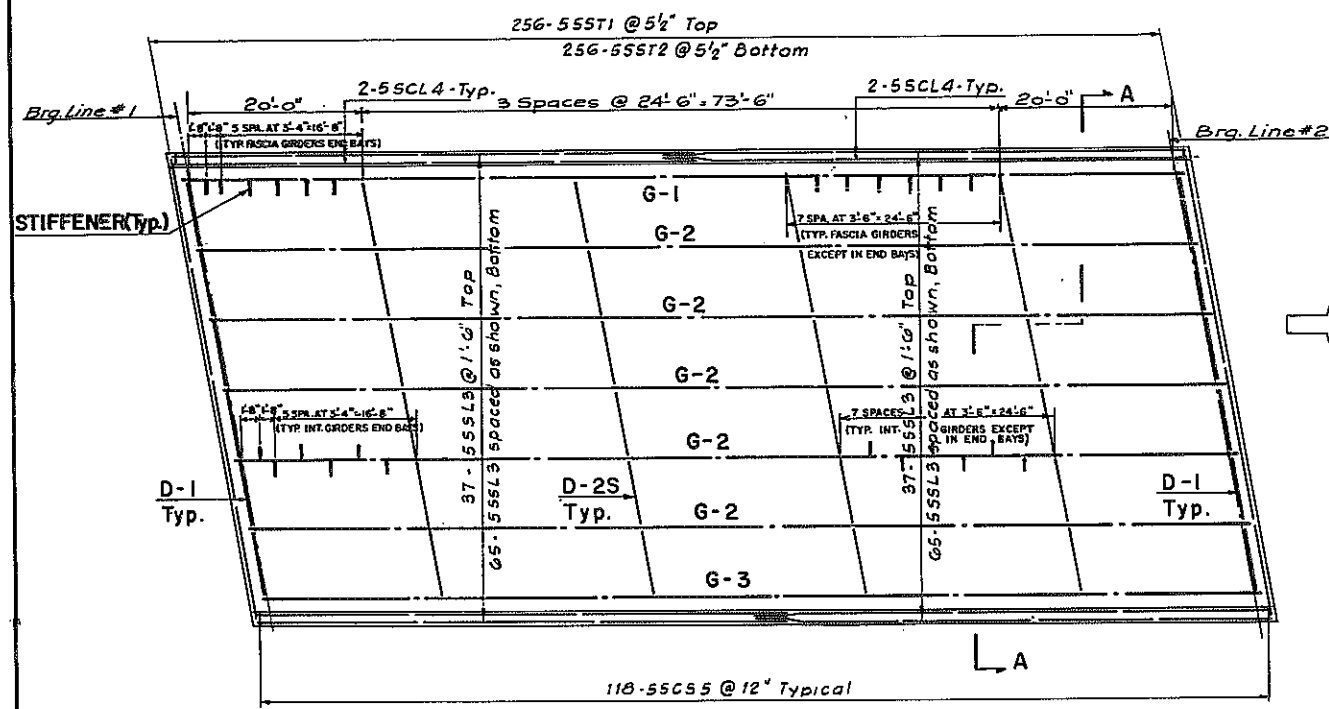 256-5SST1 @ 5½" Top
256-5SST2 @ 5½" Bottom
2-5SCL4-Typ.
2-5SCL4-Typ.
20'-0"
3 Spaces @ 24'-6" = 73'-6"
20'-0"
A
Brg. Line #1
Brg. Line #2
1'-8" 1'-8" 5 SPA. AT 3'-4" = 16'-8"
(TYP. FASCIA GIRDERS END BAYS)
STIFFENER(Typ.)
G-1
7 SPA. AT 3'-6" = 24'-6"
(TYP. FASCIA GIRDERS
EXCEPT IN END BAYS)
G-2
G-2
G-2
37-5SSL3 @ 1'-6" Top
65-5SSL3 spaced as shown, Bottom
37-5SSL3 @ 1'-6" Top
65-5SSL3 spaced as shown, Bottom
1'-8" 1'-8" 5 SPA. AT 3'-4" = 16'-8"
(TYP. INT. GIRDERS END BAYS)
7 SPACES AT 3'-6" = 24'-6"
(TYP. INT. GIRDERS EXCEPT
IN END BAYS)
G-2
D-1
Typ.
D-2S
Typ.
D-1
Typ.
G-2
G-3
A
118-5SCS5 @ 12" Typical